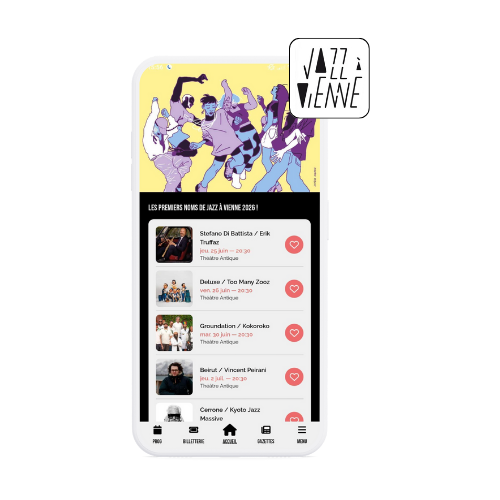 JAZZ À
VIENNE
LES PREMIERS NOMS DE JAZZ À VIENNE 2026 !
Stefano Di Battista / Erik
Truffaz
jeu. 25 juin — 20:30
Théâtre Antique
Deluxe / Too Many Zooz
ven. 26 juin — 20:30
Théâtre Antique
Groundation / Kokoroko
mar. 30 juin — 20:30
Théâtre Antique
Beirut / Vincent Peirani
jeu. 2 juil. — 20:30
Théâtre Antique
Cerrone / Kyoto Jazz
Massive
PROG
BILLETTERIE
ACCUEIL
GAZETTES
MENU